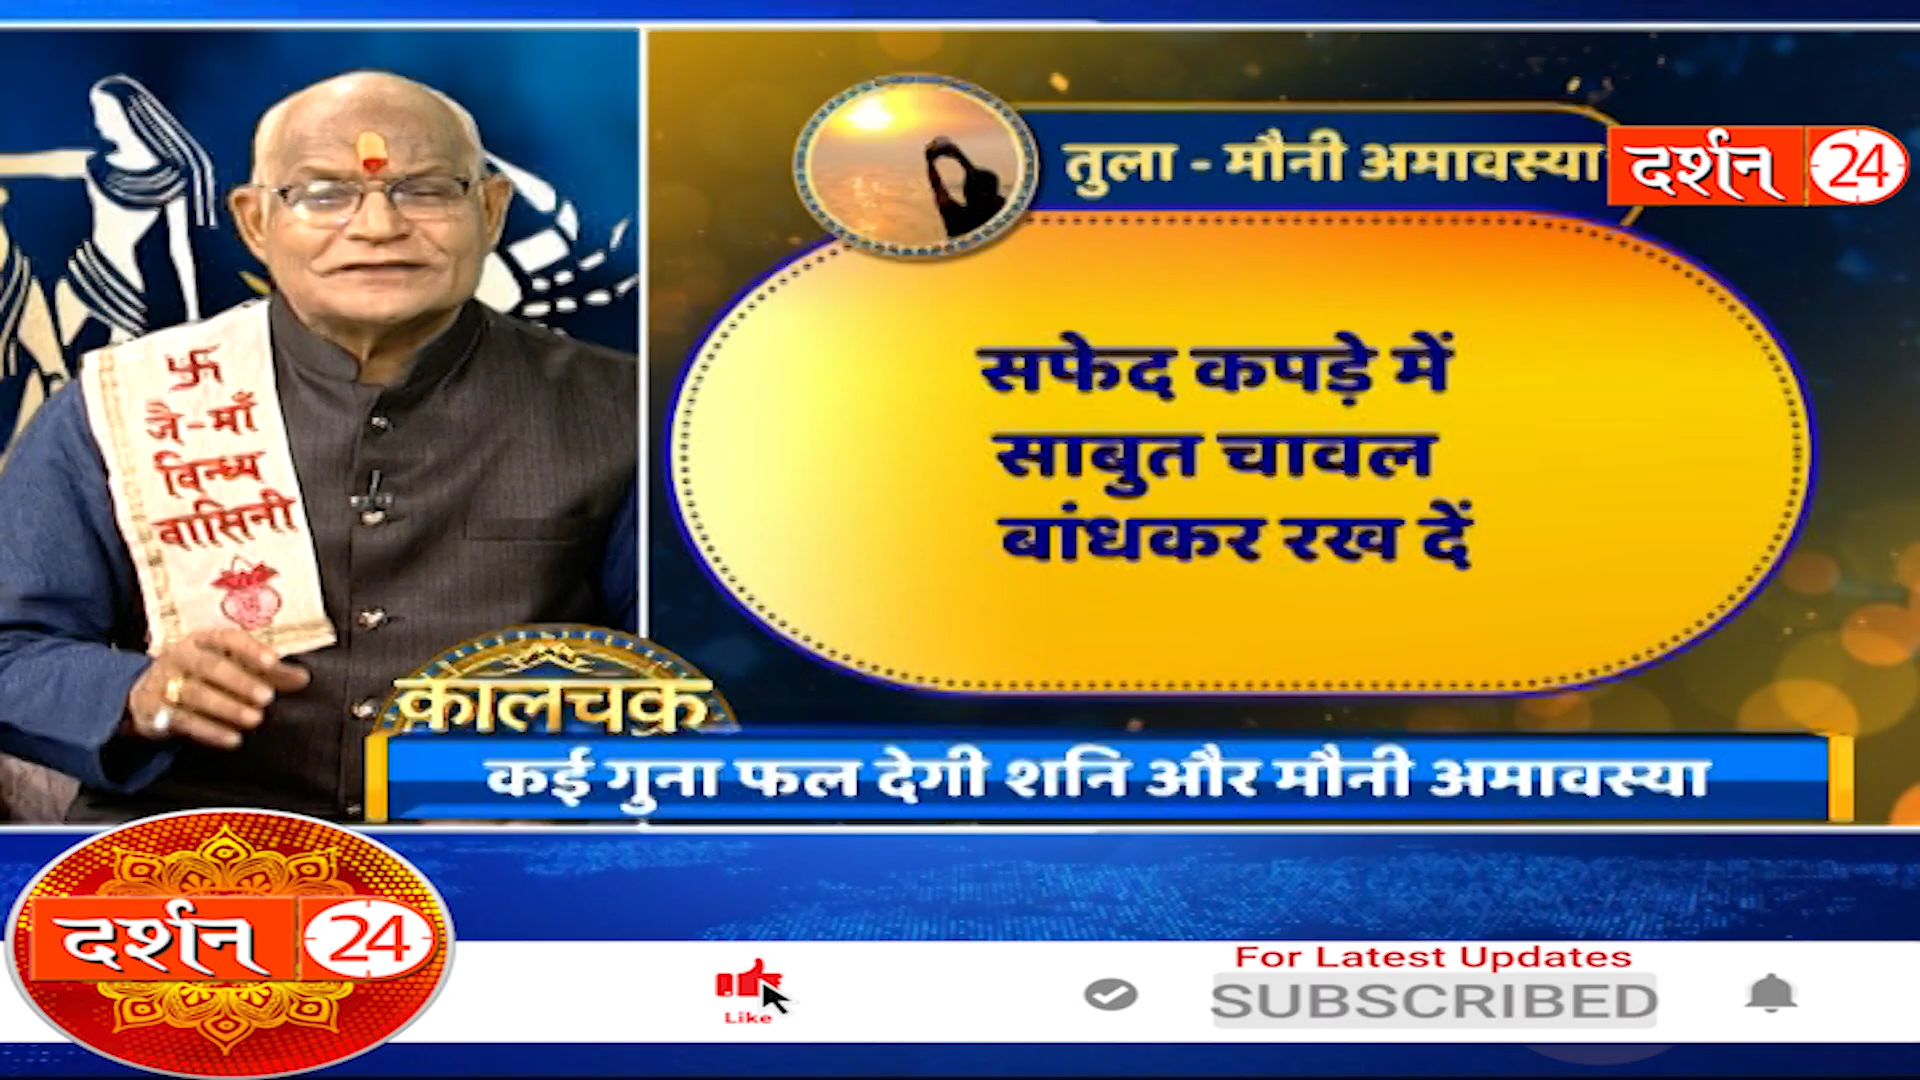 तुला - मौनी अमावस्या
दर्शन 24
सफेद कपड़े में
साबुत चावल
बांधकर रख दें
卐
जै-माँ
विन्ध्य
वासिनी
कालचक्र
कई गुना फल देगी शनि और मौनी अमावस्या
दर्शन 24
Like
For Latest Updates
SUBSCRIBED